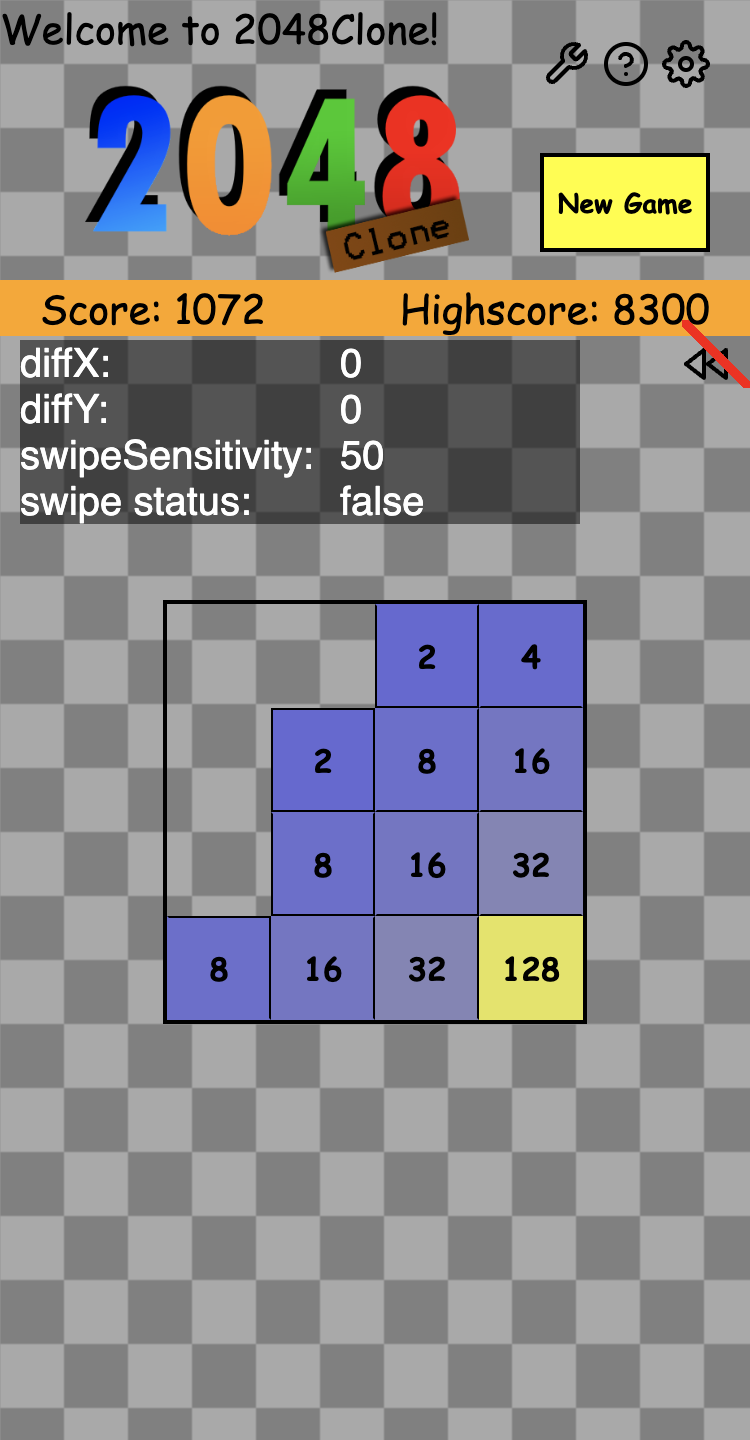 Welcome to 2048Clone!
2048
Clone
New Game
Score: 1072 Highscore: 8300
diffX: 0
diffY: 0
swipeSensitivity: 50
swipe status: false
2 4
2 8 16
8 16 32
8 16 32 128